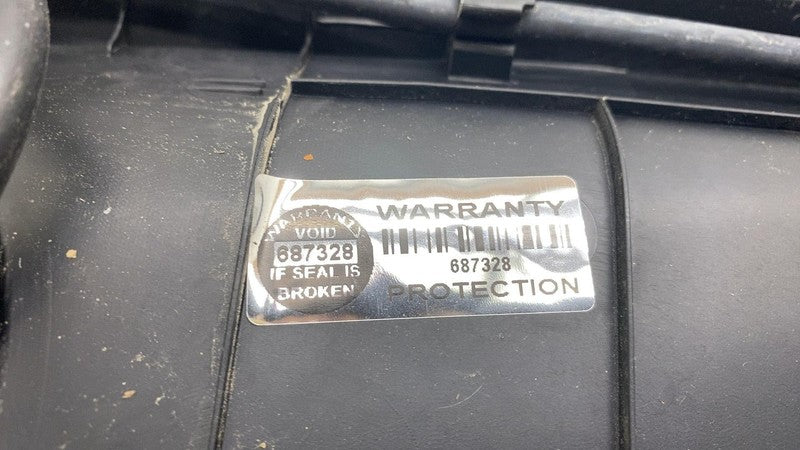 WARRANTY
VOID
687328
IF SEAL IS
BROKEN
WARRANTY
687328
PROTECTION